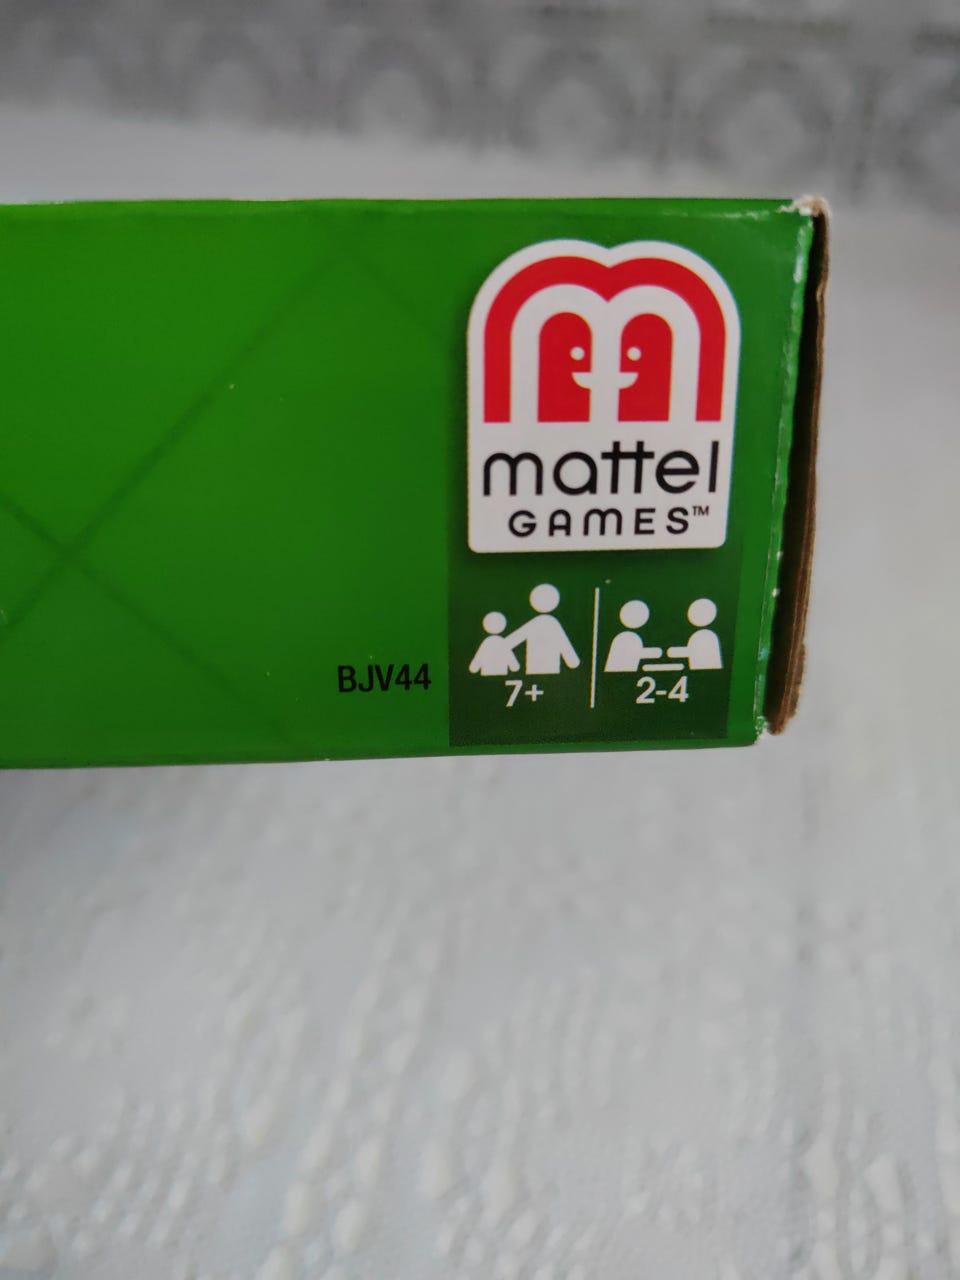 mattel
GAMES™
BJV44
7+
2-4